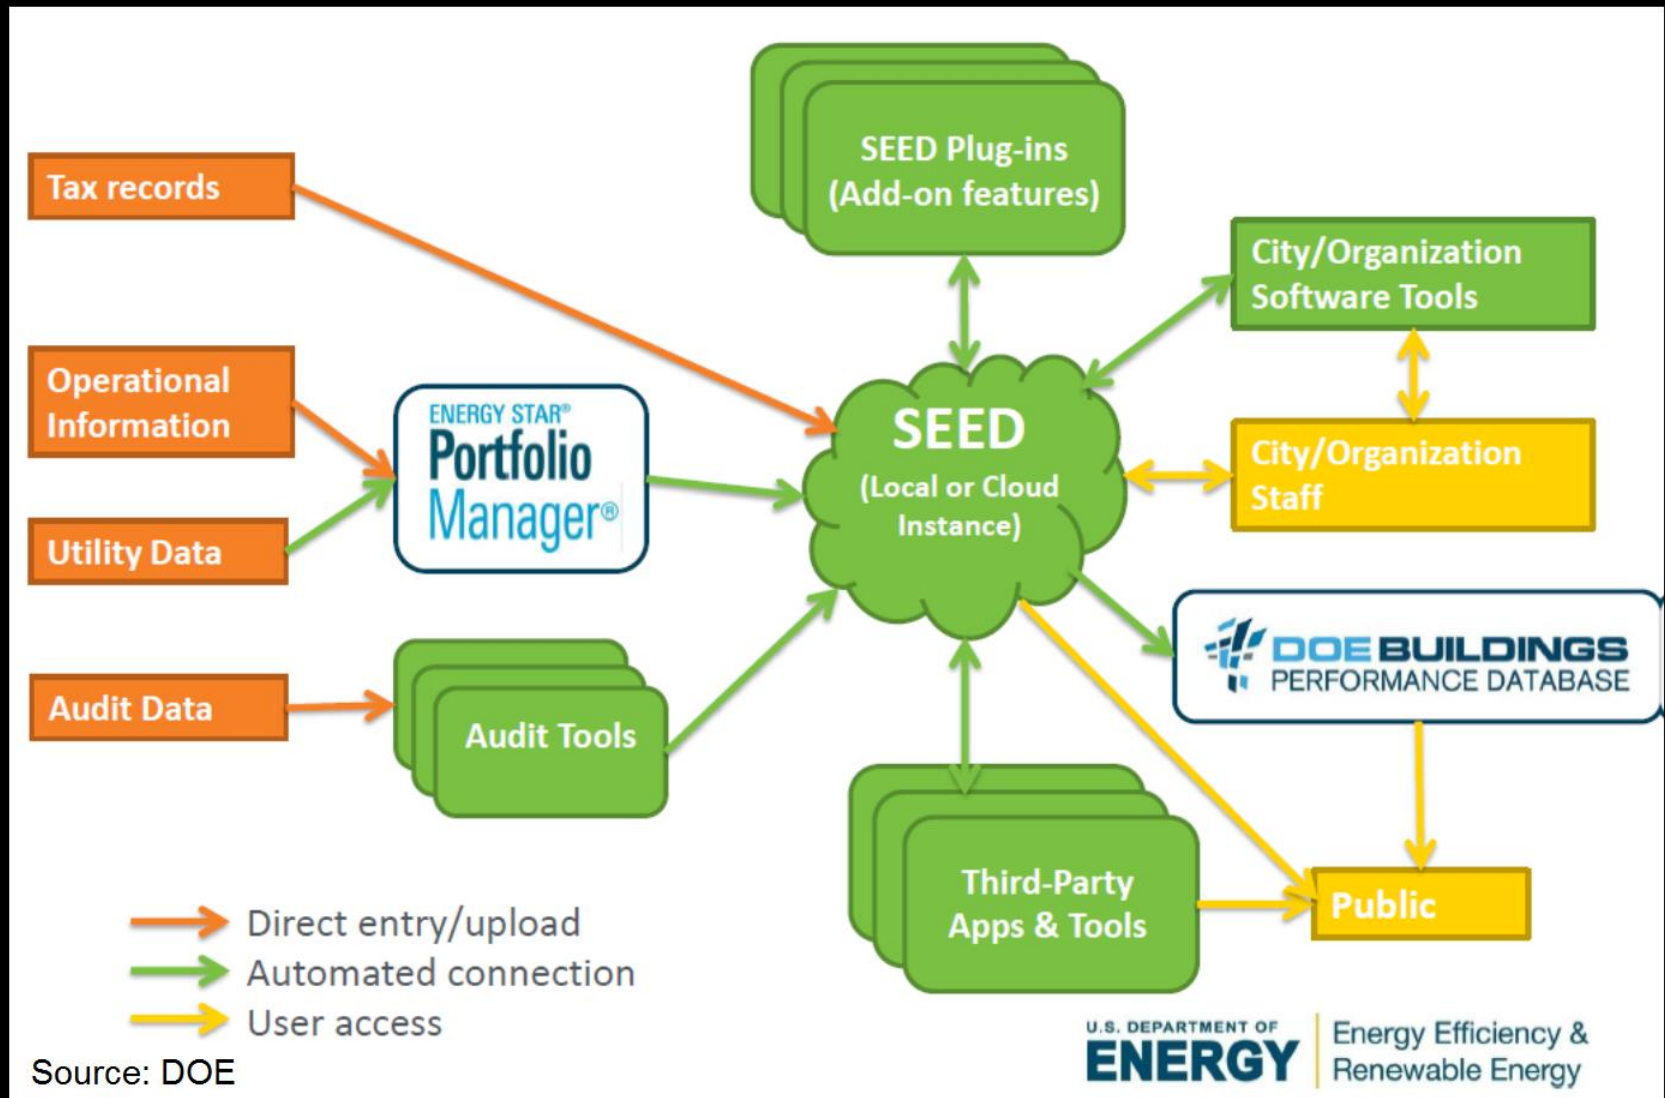 SEED Plug-ins
(Add-on features)
Tax records
City/Organization
Software Tools
Operational
Information
ENERGY STAR®
Portfolio
Manager®
SEED
(Local or Cloud
Instance)
City/Organization
Staff
Utility Data
DOE BUILDINGS
PERFORMANCE DATABASE
Audit Data
Audit Tools
Third-Party
Apps & Tools
Public
Direct entry/upload
Automated connection
User access
Source: DOE
U.S. DEPARTMENT OF
ENERGY
Energy Efficiency &
Renewable Energy